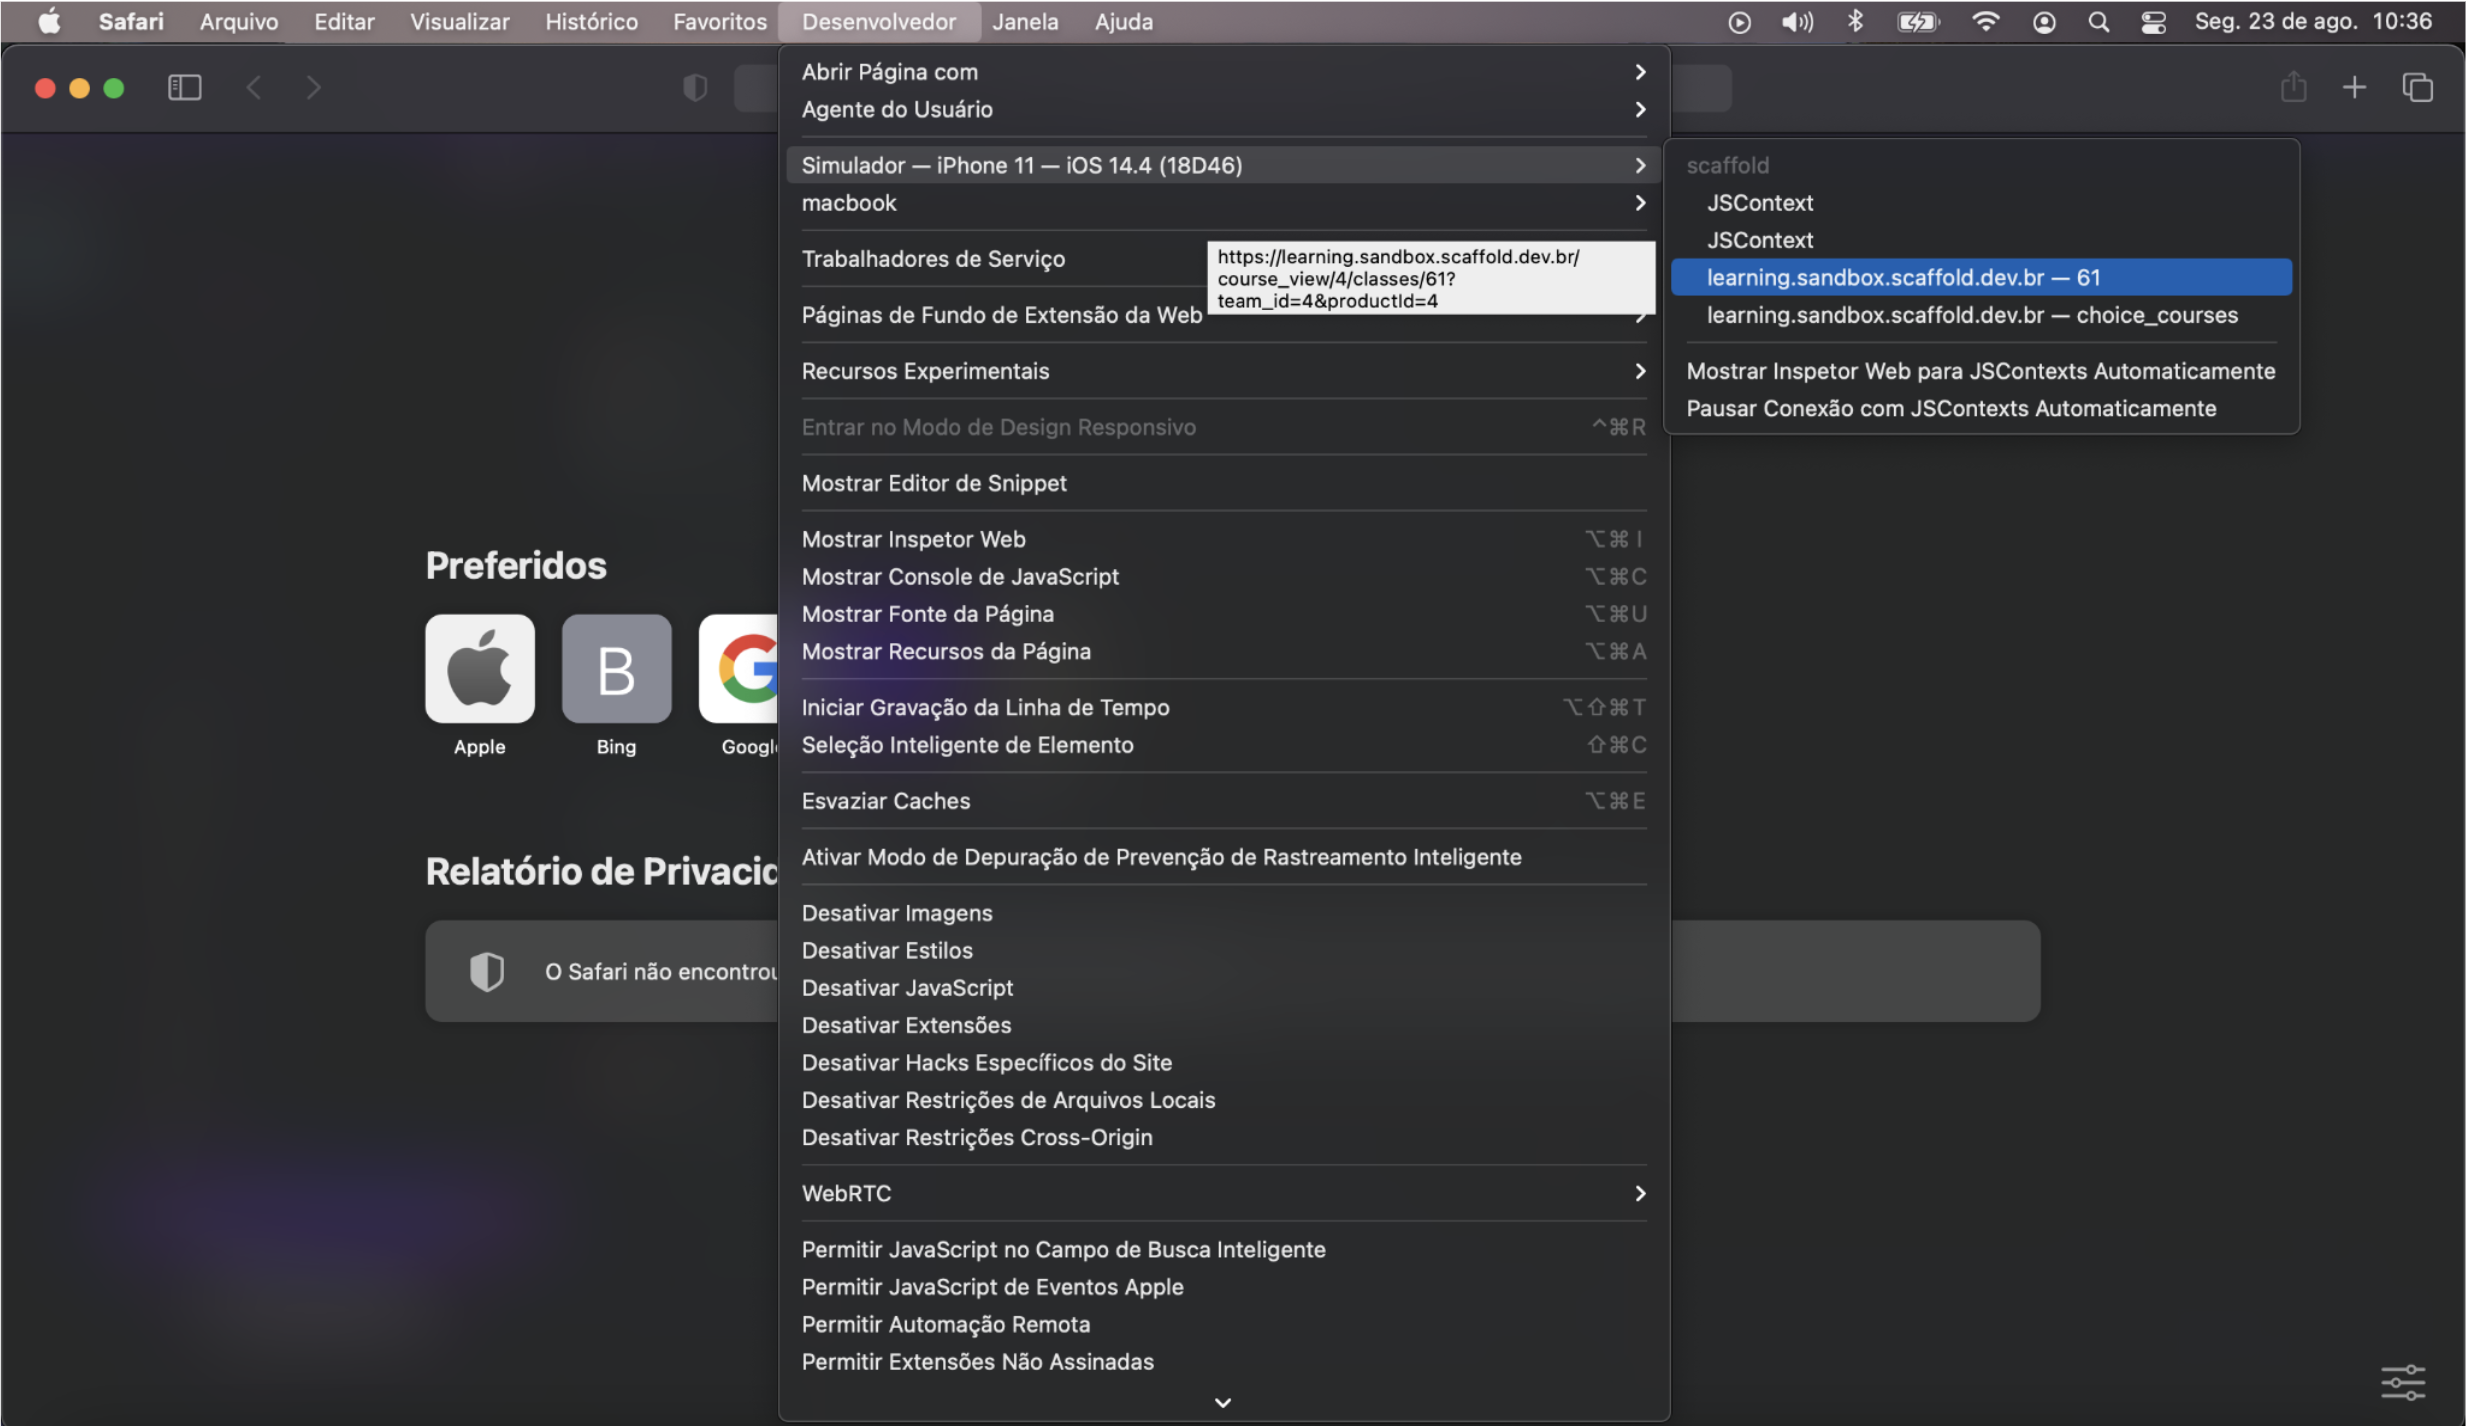 Safari Arquivo Editar Visualizar Histórico Favoritos Desenvolvedor Janela Ajuda Seg. 23 de ago. 10:36
Abrir Página com
Agente do Usuário
Simulador — iPhone 11 — iOS 14.4 (18D46)
macbook
Trabalhadores de Serviço
Páginas de Fundo de Extensão da Web
Recursos Experimentais
Entrar no Modo de Design Responsivo ^⌘R
Mostrar Editor de Snippet
Mostrar Inspetor Web ⌥⌘I
Mostrar Console de JavaScript ⌥⌘C
Mostrar Fonte da Página ⌥⌘U
Mostrar Recursos da Página ⌥⌘A
Iniciar Gravação da Linha de Tempo ⌥⇧⌘T
Seleção Inteligente de Elemento ⇧⌘C
Esvaziar Caches ⌥⌘E
Ativar Modo de Depuração de Prevenção de Rastreamento Inteligente
Desativar Imagens
Desativar Estilos
Desativar JavaScript
Desativar Extensões
Desativar Hacks Específicos do Site
Desativar Restrições de Arquivos Locais
Desativar Restrições Cross-Origin
WebRTC
Permitir JavaScript no Campo de Busca Inteligente
Permitir JavaScript de Eventos Apple
Permitir Automação Remota
Permitir Extensões Não Assinadas
https://learning.sandbox.scaffold.dev.br/
course_view/4/classes/61?
team_id=4&productId=4
scaffold
JSContext
JSContext
learning.sandbox.scaffold.dev.br — 61
learning.sandbox.scaffold.dev.br — choice_courses
Mostrar Inspetor Web para JSContexts Automaticamente
Pausar Conexão com JSContexts Automaticamente
Preferidos
B
G
Apple Bing Googl
Relatório de Privacid
O Safari não encontrou